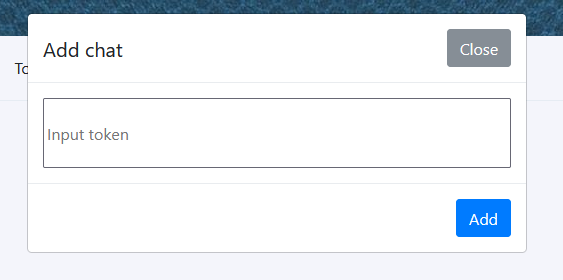 Add chat
Close
Input token
Add